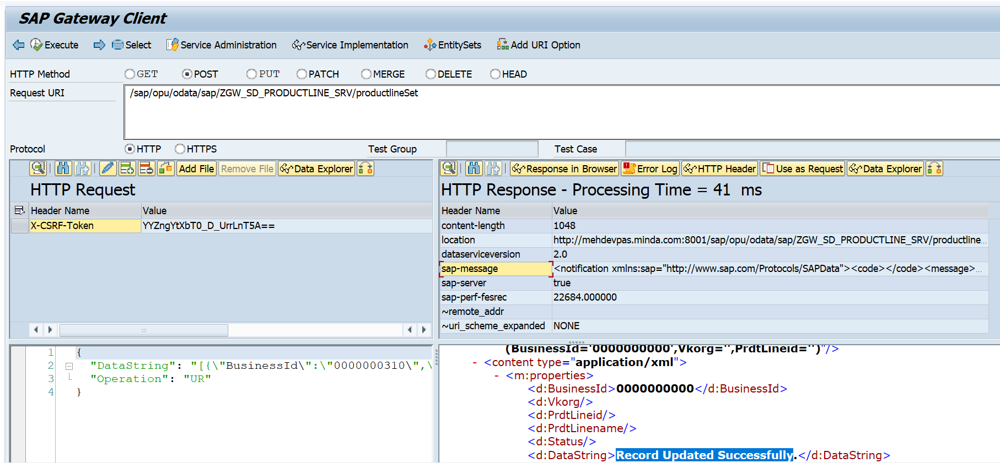 SAP Gateway Client
Execute Select Service Administration Service Implementation EntitySets Add URI Option
HTTP Method GET POST PUT PATCH MERGE DELETE HEAD
Request URI /sap/opu/odata/sap/ZGW_SD_PRODUCTLINE_SRV/productlineSet
Protocol HTTP HTTPS Test Group Test Case
Add File Remove File Data Explorer
HTTP Request
Header Name Value
X-CSRF-Token YYZngYtXbT0_D_UrrLnT5A==
1 {
2 "DataString": "[{\"BusinessId\":\"0000000310\",\
3 "Operation": "UR"
4 }
Response in Browser Error Log HTTP Header Use as Request Data Explorer
HTTP Response - Processing Time = 41 ms
Header Name Value
content-length 1048
location http://mehdevpas.minda.com:8001/sap/opu/odata/sap/ZGW_SD_PRODUCTLINE_SRV/productline...
dataserviceversion 2.0
sap-message <notification xmlns:sap="http://www.sap.com/Protocols/SAPData"><code></code><message>...
sap-server true
sap-perf-fesrec 22684.000000
~remote_addr
~uri_scheme_expanded NONE
(BusinessId='0000000000',Vkorg='',PrdtLineid='')"/>
- <content type="application/xml">
- <m:properties>
<d:BusinessId>0000000000</d:BusinessId>
<d:Vkorg/>
<d:PrdtLineid/>
<d:PrdtLinename/>
<d:Status/>
<d:DataString>Record Updated Successfully.</d:DataString>